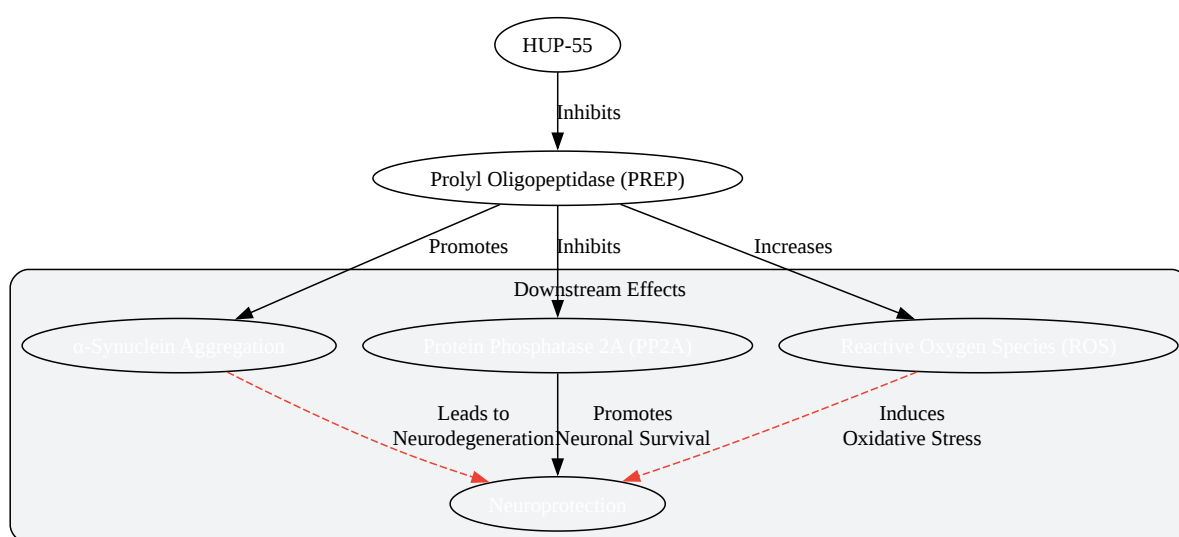 HUP-55
Inhibits
Prolyl Oligopeptidase (PREP)
Promotes
Inhibits
Increases
Downstream Effects
α-Synuclein Aggregation
Protein Phosphatase 2A (PP2A)
Reactive Oxygen Species (ROS)
Leads to
Neurodegeneration
Promotes
Neuronal Survival
Induces
Oxidative Stress
Neuroprotection